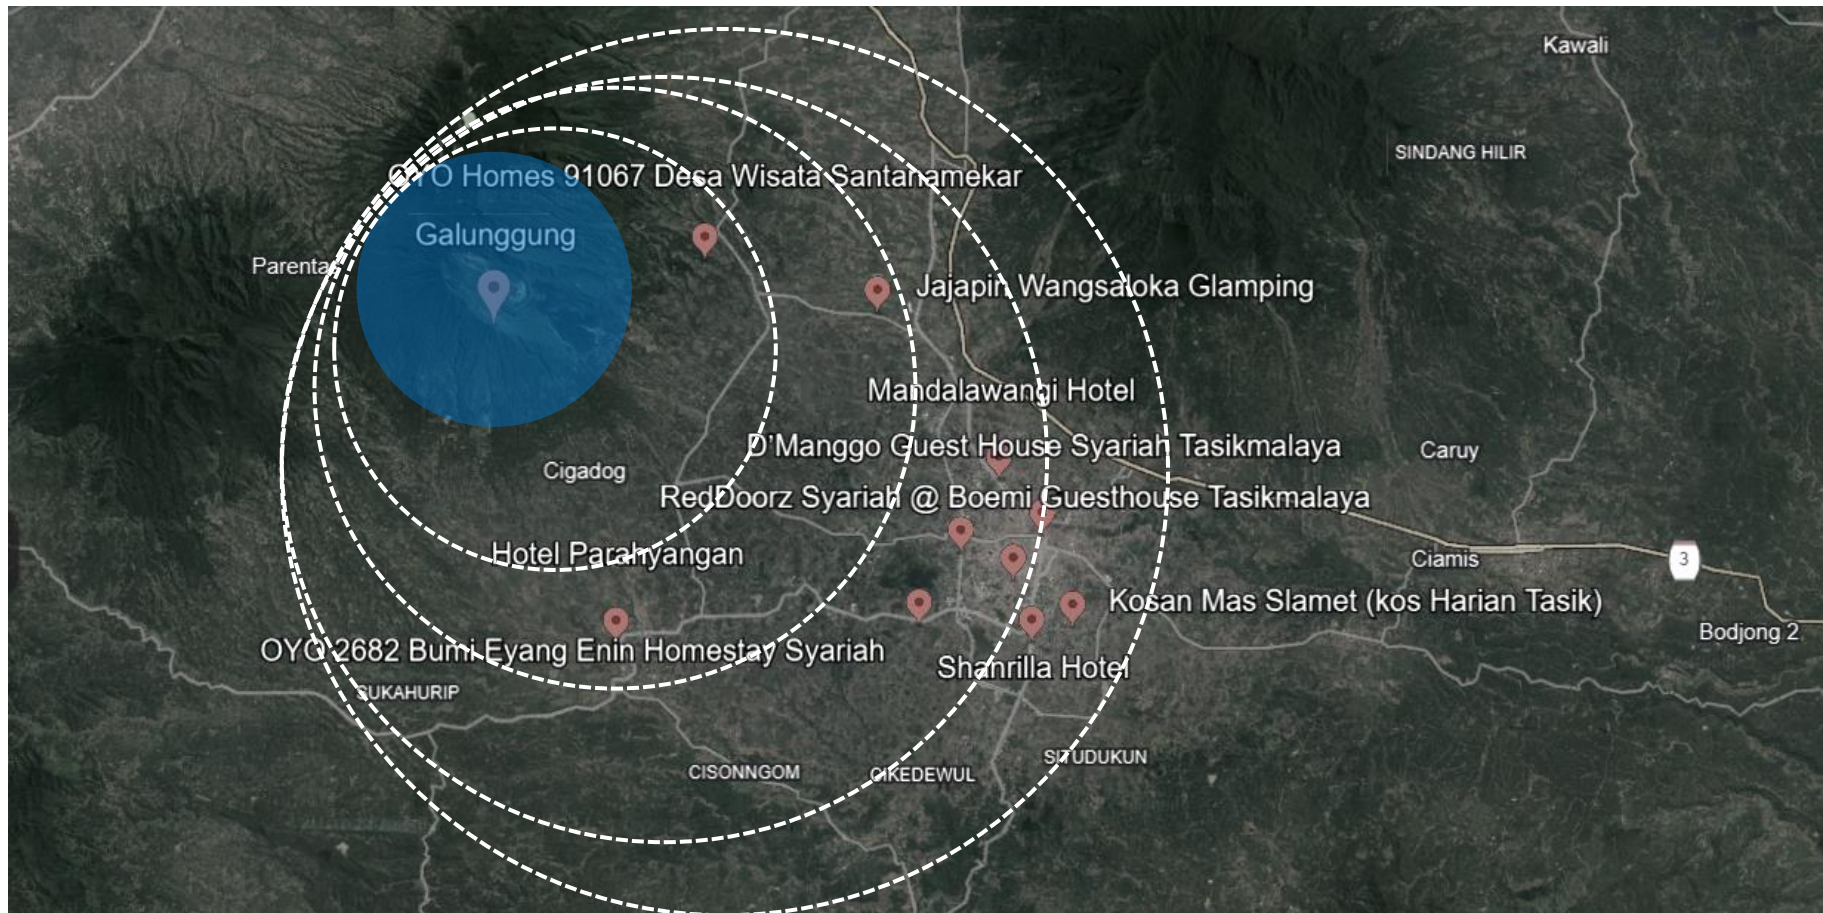 Kawali
SINDANG HILIR
OYO Homes 91067 Desa Wisata Santanamekar
Galunggung
Parentas
Jajapin Wangsaloka Glamping
Mandalawangi Hotel
D'Manggo Guest House Syariah Tasikmalaya
Caruy
Cigadog
RedDoorz Syariah @ Boemi Guesthouse Tasikmalaya
Hotel Parahyangan
Ciamis
3
Kosan Mas Slamet (kos Harian Tasik)
Bodjong 2
OYO 2682 Bumi Eyang Enin Homestay Syariah
Shanrilla Hotel
SUKAHURIP
SITUDUKUN
CISONNGOM
CIKEDEWUL